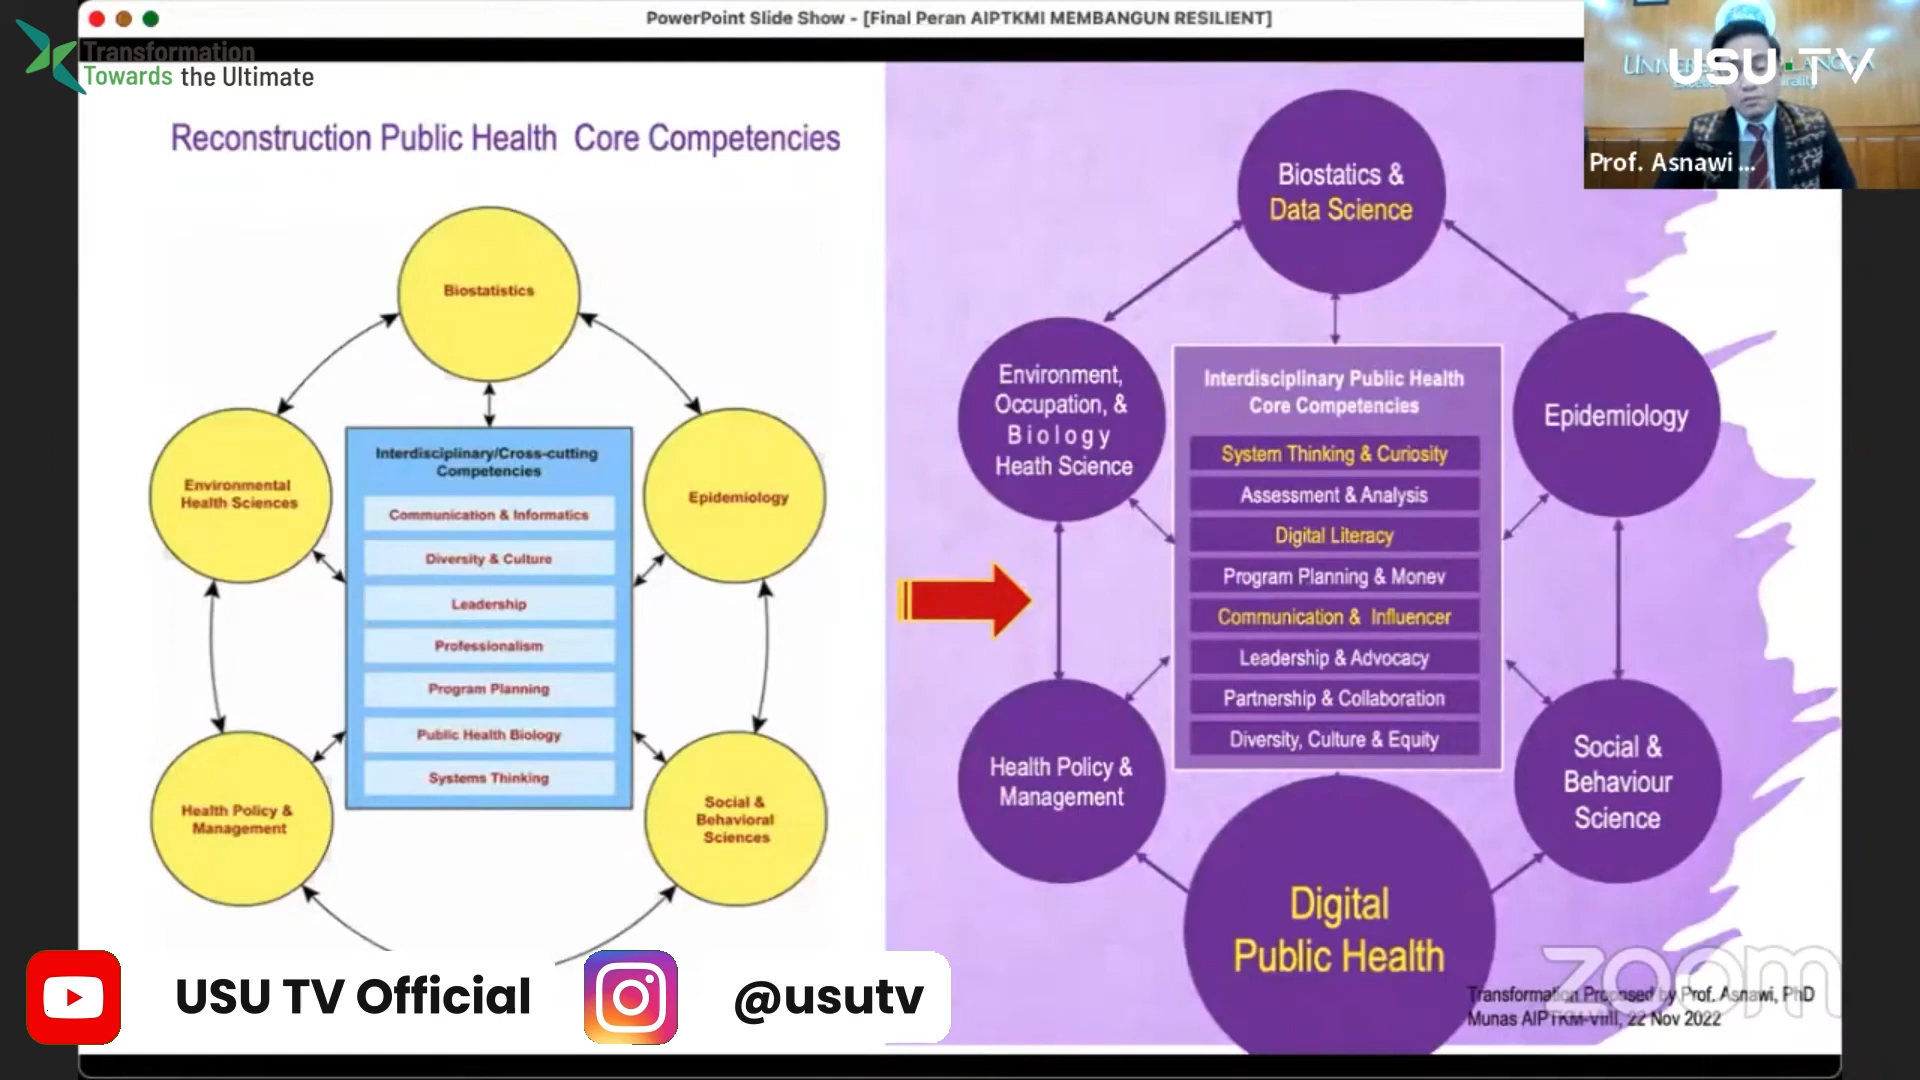 PowerPoint Slide Show - [Final Peran AIPTKMI MEMBANGUN RESILIENT]
Transformation
Towards the Ultimate
USU TV
Prof. Asnawi ...
Reconstruction Public Health Core Competencies
Biostatistics
Environmental
Health Sciences
Epidemiology
Health Policy &
Management
Social &
Behavioral
Sciences
Interdisciplinary/Cross-cutting
Competencies
Communication & Informatics
Diversity & Culture
Leadership
Professionalism
Program Planning
Public Health Biology
Systems Thinking
Biostatics &
Data Science
Environment,
Occupation, &
Biology
Heath Science
Epidemiology
Health Policy &
Management
Social &
Behaviour
Science
Digital
Public Health
Interdisciplinary Public Health
Core Competencies
System Thinking & Curiosity
Assessment & Analysis
Digital Literacy
Program Planning & Monev
Communication & Influencer
Leadership & Advocacy
Partnership & Collaboration
Diversity, Culture & Equity
zoom
Transformation Proposed by Prof. Asnawi, PhD
Munas 22 Nov 2022
USU TV Official
@usutv